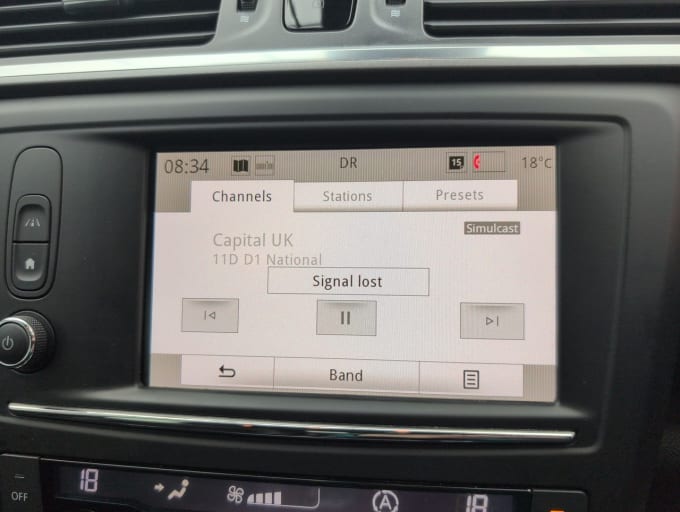 08:34 DR 15 18°C
Channels Stations Presets
Simulcast
Capital UK
11D D1 National
Signal lost
Band
OFF 18 A 18